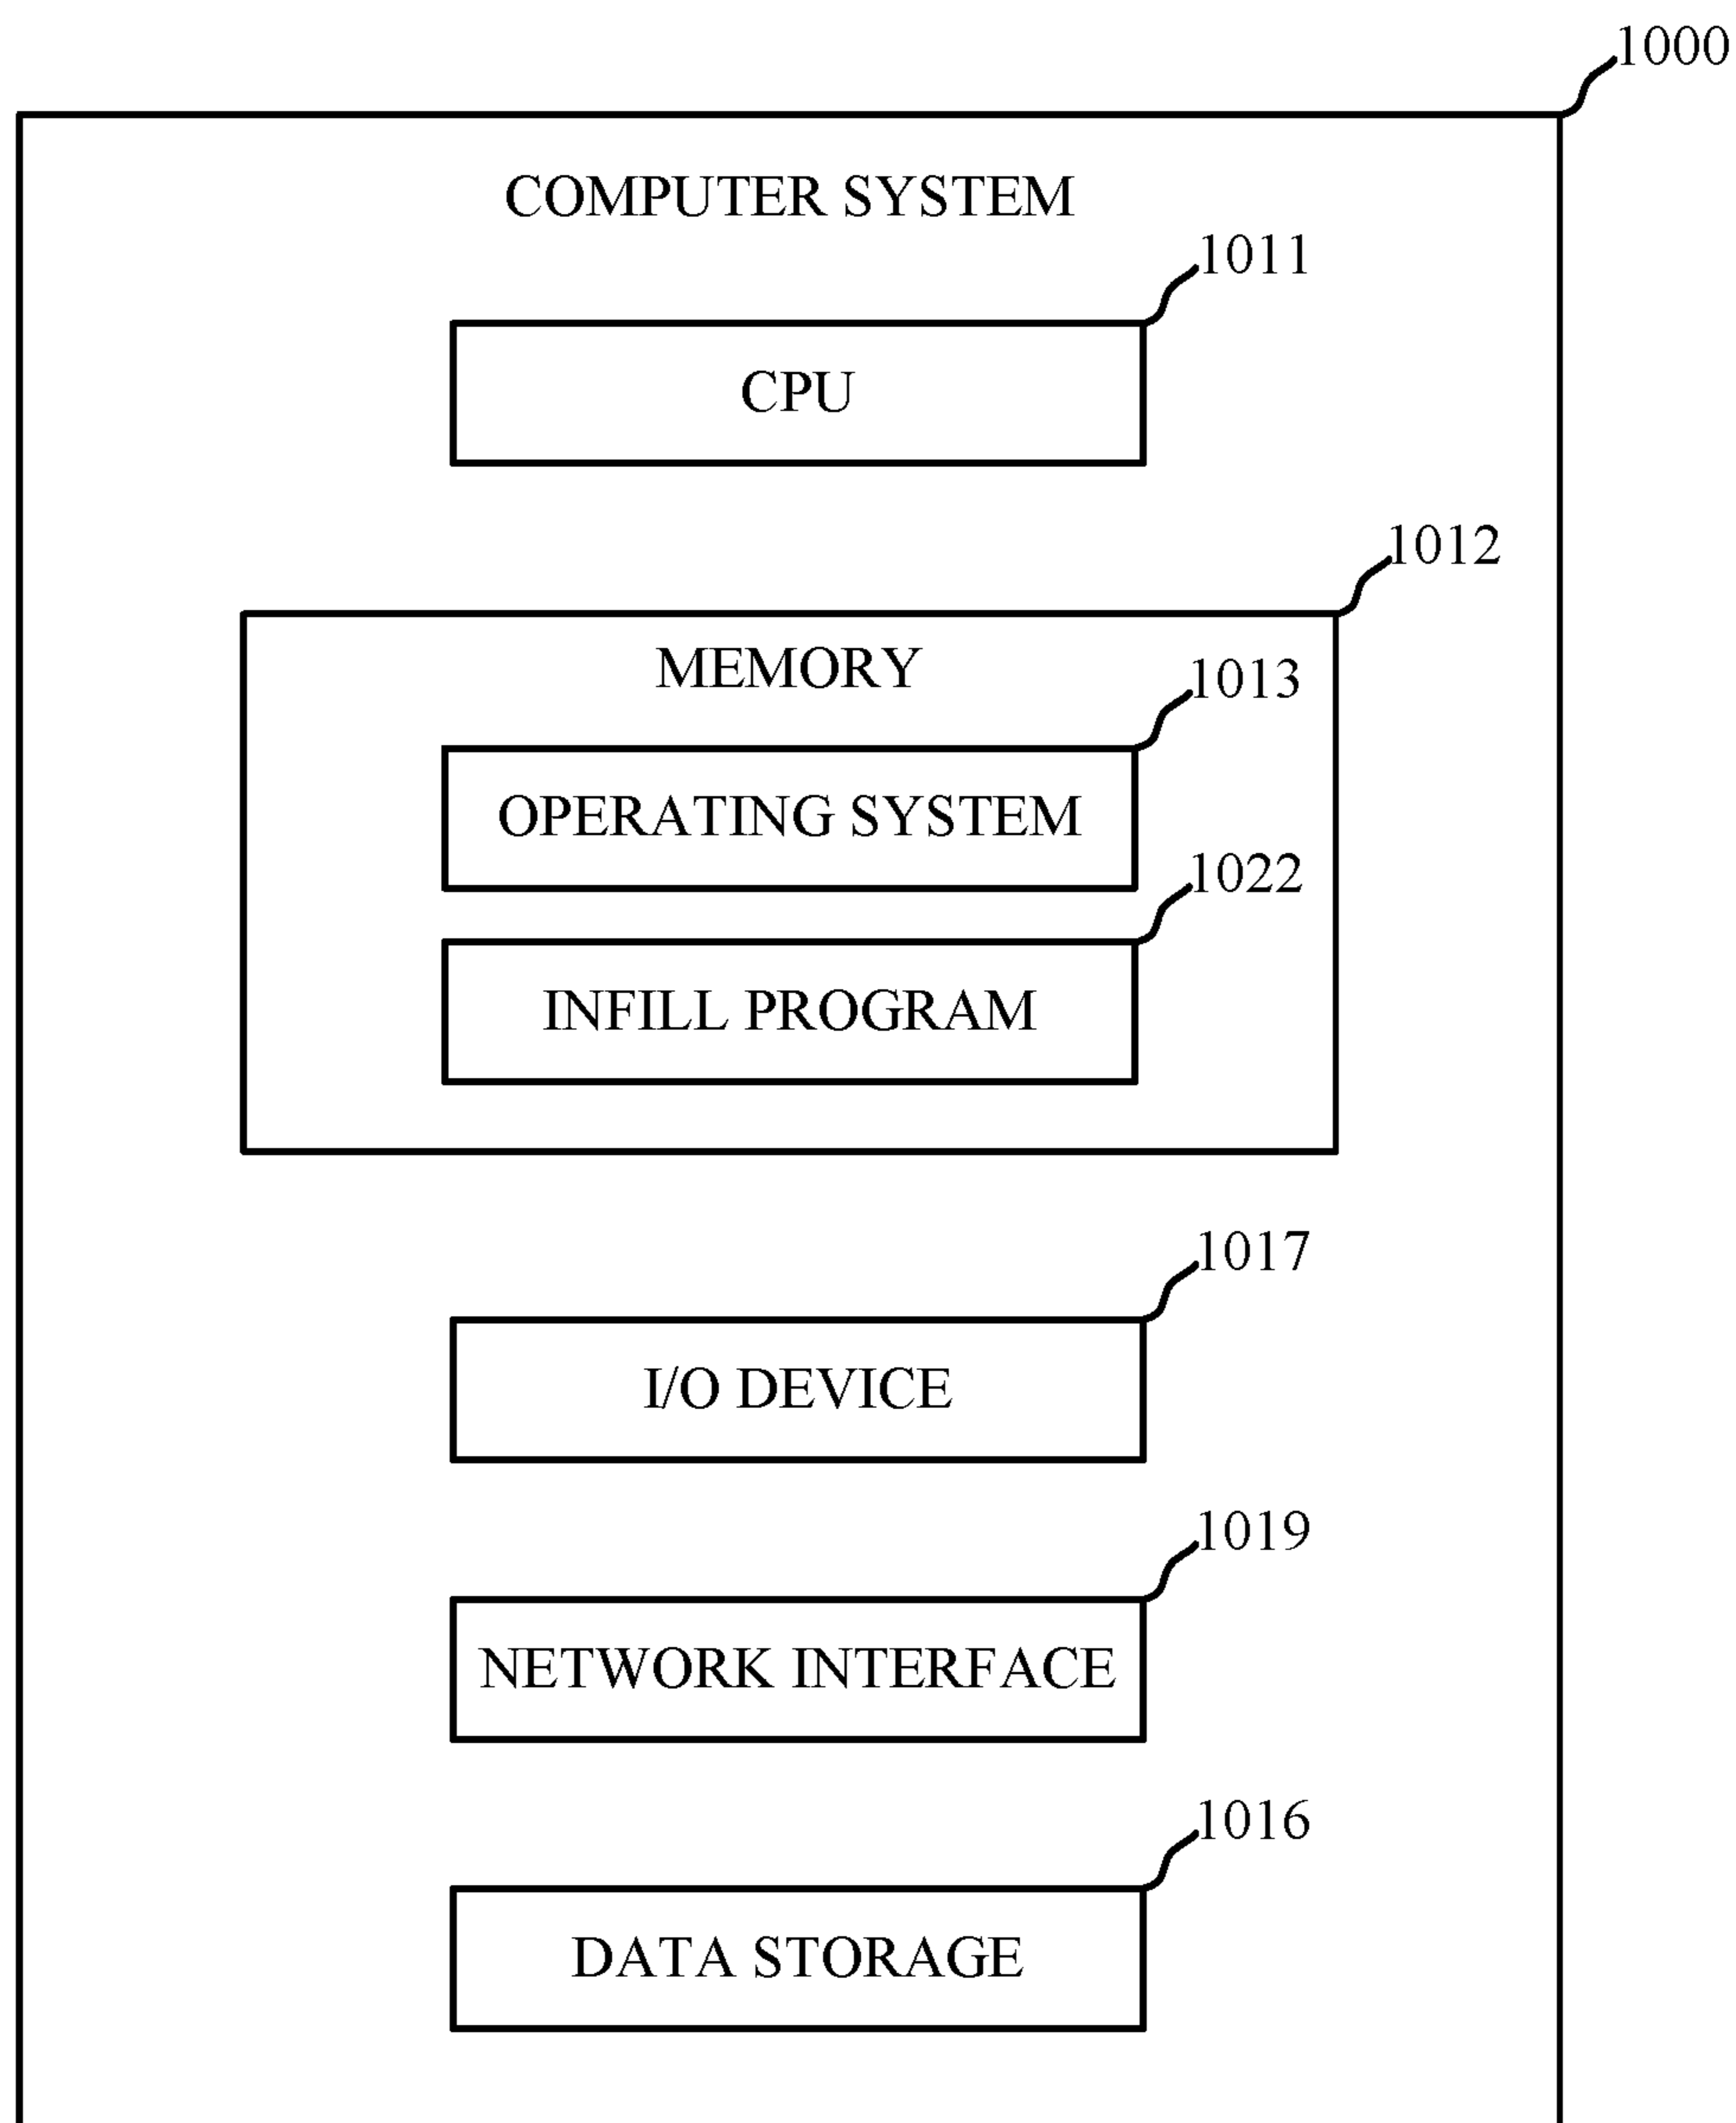 1000
COMPUTER SYSTEM
1011
CPU
1012
MEMORY
1013
OPERATING SYSTEM
1022
INFILL PROGRAM
1017
I/O DEVICE
1019
NETWORK INTERFACE
1016
DATA STORAGE